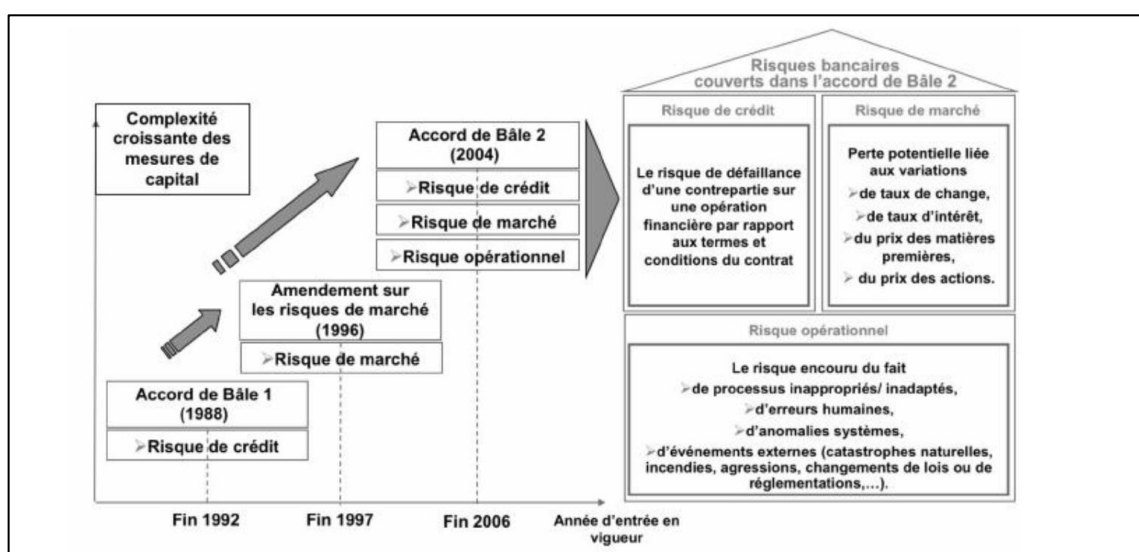 Complexité
croissante des
mesures de
capital
Accord de Bâle 2
(2004)
Risque de crédit
Risque de marché
Risque opérationnel
Amendement sur
les risques de marché
(1996)
Risque de marché
Accord de Bâle 1
(1988)
Risque de crédit
Fin 1992
Fin 1997
Fin 2006
Année d'entrée en
vigueur
Risques bancaires
couverts dans l'accord de Bâle 2
Risque de crédit
Le risque de défaillance
d'une contrepartie sur
une opération
financière par rapport
aux termes et
conditions du contrat
Risque de marché
Perte potentielle liée
aux variations
de taux de change,
de taux d'intérêt,
du prix des matières
premières,
du prix des actions.
Risque opérationnel
Le risque encouru du fait
de processus inappropriés/ inadaptés,
d'erreurs humaines,
d'anomalies systèmes,
d'événements externes (catastrophes naturelles,
incendies, agressions, changements de lois ou de
réglementations,...).